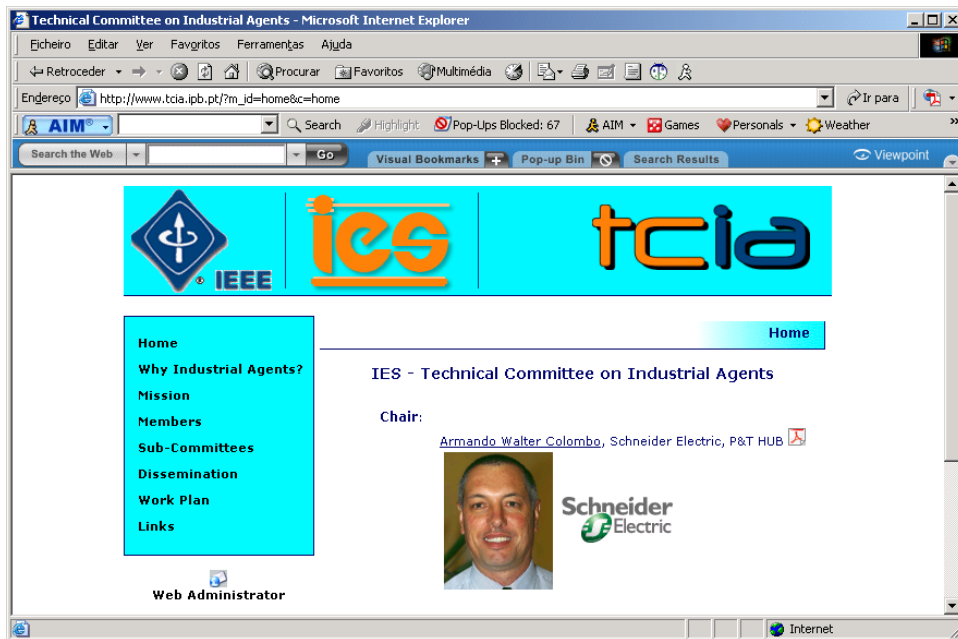 Technical Committee on Industrial Agents - Microsoft Internet Explorer
Ficheiro Editar Ver Favoritos Ferramentas Ajuda
Retroceder Procurar Favoritos Multimédia
Endereço http://www.tcia.ipb.pt/?m_id=home&c=home Ir para
AIM® Search Highlight Pop-Ups Blocked: 67 AIM Games Personals Weather
Search the Web Go Visual Bookmarks Pop-up Bin Search Results Viewpoint
IEEE ® ies tcia
Home
Home
Why Industrial Agents?
Mission
Members
Sub-Committees
Dissemination
Work Plan
Links
Web Administrator
IES - Technical Committee on Industrial Agents
Chair:
Armando Walter Colombo, Schneider Electric, P&T HUB
Schneider
Electric
Internet